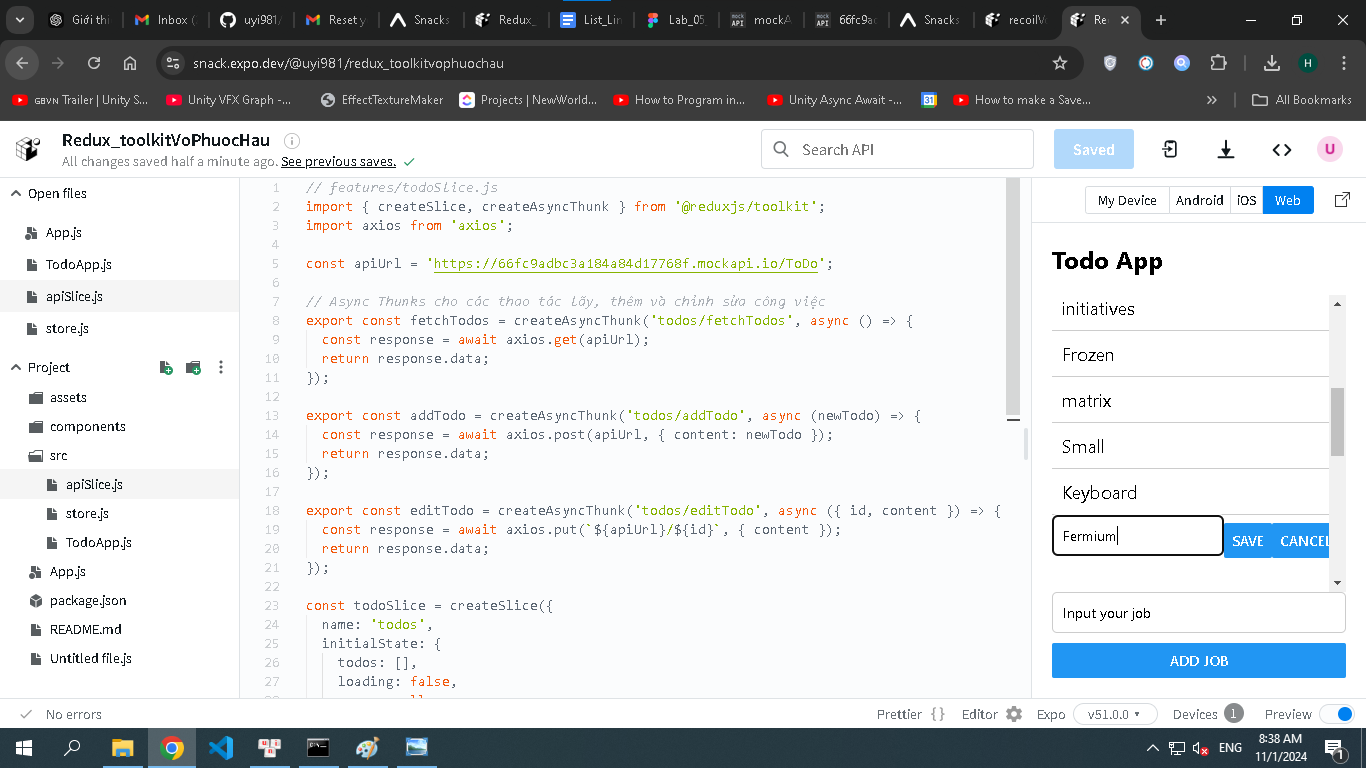 Giới thi
Inbox (
uyi981/
Reset y
Snacks
Redux_
List_Lin
Lab_05_
mockA
66fc9ac
Snacks
recoilV
Re
snack.expo.dev/@uyi981/redux_toolkitvophuochau
H
GBVN Trailer | Unity S...
Unity VFX Graph -...
EffectTextureMaker
Projects | NewWorld...
How to Program in...
Unity Async Await -...
31
How to make a Save...
All Bookmarks
Redux_toolkitVoPhuocHau
All changes saved half a minute ago. See previous saves.
Search API
Saved
U
Open files
App.js
TodoApp.js
apiSlice.js
store.js
Project
assets
components
src
apiSlice.js
store.js
TodoApp.js
App.js
package.json
README.md
Untitled file.js
1 // features/todoSlice.js
2 import { createSlice, createAsyncThunk } from '@reduxjs/toolkit';
3 import axios from 'axios';
4
5 const apiUrl = 'https://66fc9adbc3a184a84d17768f.mockapi.io/ToDo';
6
7 // Async Thunks cho các thao tác lấy, thêm và chỉnh sửa công việc
8 export const fetchTodos = createAsyncThunk('todos/fetchTodos', async () => {
9 const response = await axios.get(apiUrl);
10 return response.data;
11 });
12
13 export const addTodo = createAsyncThunk('todos/addTodo', async (newTodo) => {
14 const response = await axios.post(apiUrl, { content: newTodo });
15 return response.data;
16 });
17
18 export const editTodo = createAsyncThunk('todos/editTodo', async ({ id, content }) => {
19 const response = await axios.put(`${apiUrl}/${id}`, { content });
20 return response.data;
21 });
22
23 const todoSlice = createSlice({
24 name: 'todos',
25 initialState: {
26 todos: [],
27 loading: false,
My Device
Android
iOS
Web
Todo App
initiatives
Frozen
matrix
Small
Keyboard
Fermium
SAVE
CANCEL
Input your job
ADD JOB
No errors
Prettier {}
Editor
Expo
v51.0.0
Devices 1
Preview
ENG
8:38 AM
11/1/2024
1